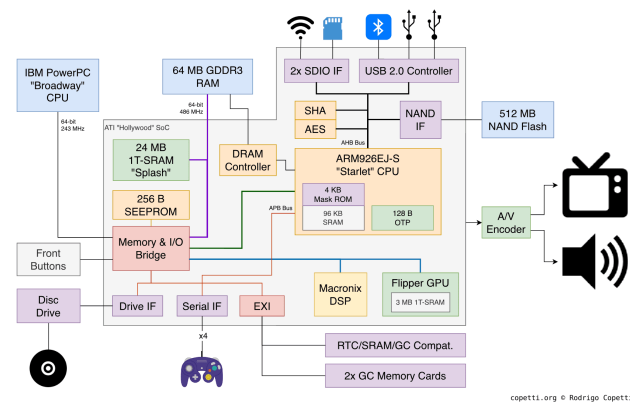 IBM PowerPC
"Broadway"
CPU
64 MB GDDR3
RAM
2x SDIO IF
USB 2.0 Controller
64-bit
486 MHz
64-bit
243 MHz
SHA
AES
NAND
IF
512 MB
NAND Flash
ATI "Hollywood" SoC
AHB Bus
24 MB
1T-SRAM
"Splash"
DRAM
Controller
ARM926EJ-S
"Starlet" CPU
4 KB
Mask ROM
96 KB
SRAM
128 B
OTP
256 B
SEEPROM
APB Bus
A/V
Encoder
Memory & I/O
Bridge
Front
Buttons
Macronix
DSP
Flipper GPU
3 MB 1T-SRAM
Disc
Drive
Drive IF
Serial IF
EXI
x4
RTC/SRAM/GC Compat.
2x GC Memory Cards
copetti.org © Rodrigo Copetti